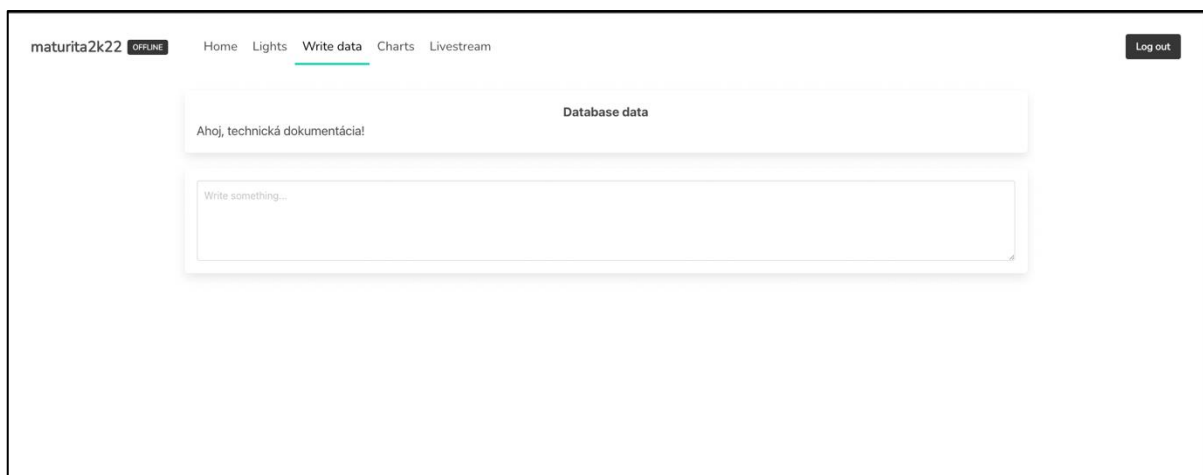 maturita2k22 OFFLINE Home Lights Write data Charts Livestream Log out
Database data
Ahoj, technická dokumentácia!
Write something...